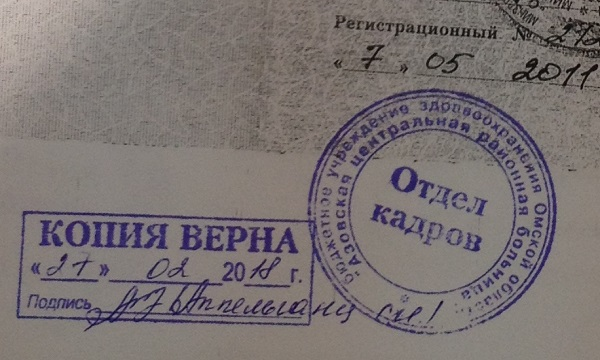 Регистрационный №
« 7 » 05 2011
бюджетное учреждение здравоохранения Омской области
"Азовская центральная районная больница"
Отдел
кадров
КОПИЯ ВЕРНА
« 27 » 02 2018 г.
Подпись